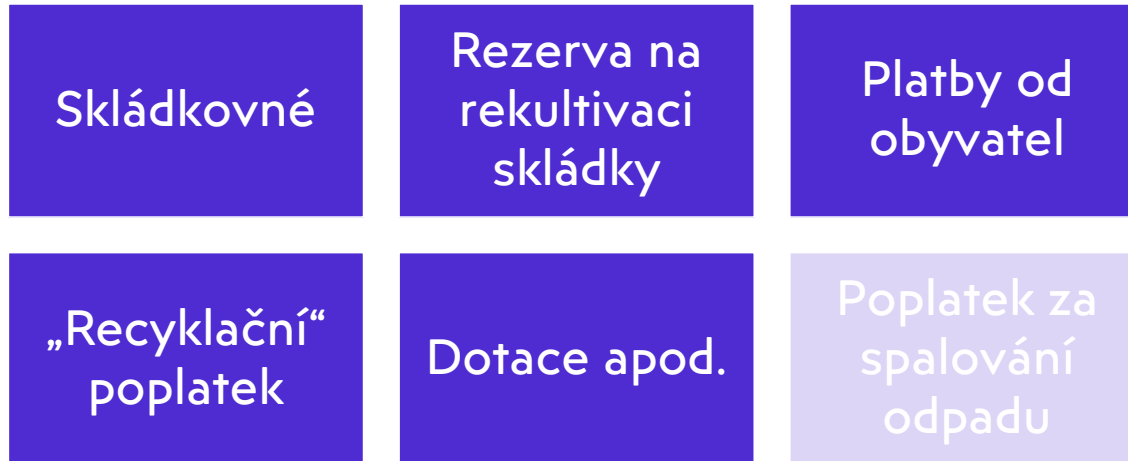 Skládkovné
Rezerva na
rekultivaci
skládky
Platby od
obyvatel
„Recyklační“
poplatek
Dotace apod.
Poplatek za
spalování
odpadu